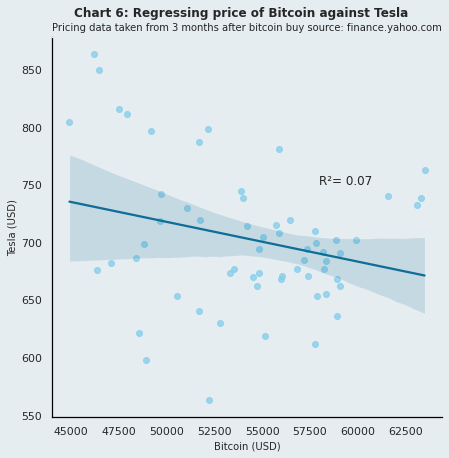 Chart 6: Regressing price of Bitcoin against Tesla
Pricing data taken from 3 months after bitcoin buy source: finance.yahoo.com
850
800
750
700
650
600
550
Tesla (USD)
R²= 0.07
45000 47500 50000 52500 55000 57500 60000 62500
Bitcoin (USD)